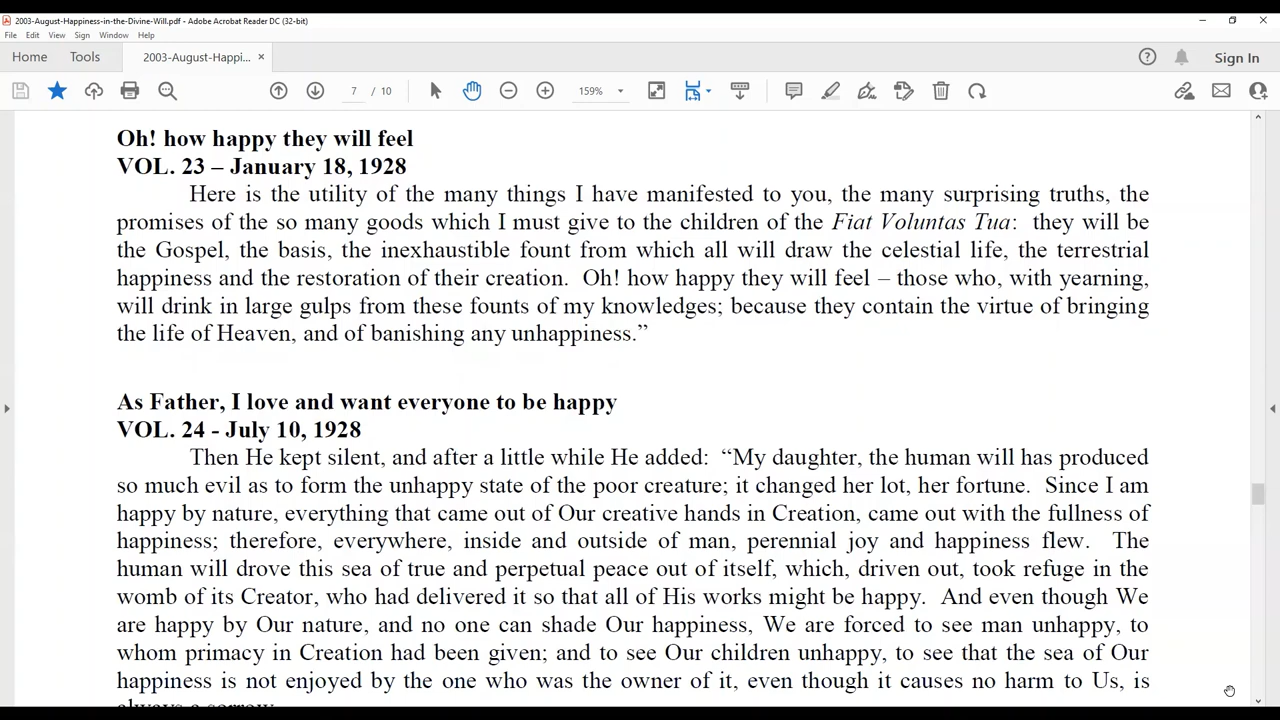 2003-August-Happiness-in-the-Divine-Will.pdf - Adobe Acrobat Reader DC (32-bit)
File Edit View Sign Window Help
Home Tools 2003-August-Happi... × Sign In
7 / 10 159%
Oh! how happy they will feel
VOL. 23 – January 18, 1928
Here is the utility of the many things I have manifested to you, the many surprising truths, the
promises of the so many goods which I must give to the children of the Fiat Voluntas Tua: they will be
the Gospel, the basis, the inexhaustible fount from which all will draw the celestial life, the terrestrial
happiness and the restoration of their creation. Oh! how happy they will feel – those who, with yearning,
will drink in large gulps from these founts of my knowledges; because they contain the virtue of bringing
the life of Heaven, and of banishing any unhappiness.”
As Father, I love and want everyone to be happy
VOL. 24 - July 10, 1928
Then He kept silent, and after a little while He added: “My daughter, the human will has produced
so much evil as to form the unhappy state of the poor creature; it changed her lot, her fortune. Since I am
happy by nature, everything that came out of Our creative hands in Creation, came out with the fullness of
happiness; therefore, everywhere, inside and outside of man, perennial joy and happiness flew. The
human will drove this sea of true and perpetual peace out of itself, which, driven out, took refuge in the
womb of its Creator, who had delivered it so that all of His works might be happy. And even though We
are happy by Our nature, and no one can shade Our happiness, We are forced to see man unhappy, to
whom primacy in Creation had been given; and to see Our children unhappy, to see that the sea of Our
happiness is not enjoyed by the one who was the owner of it, even though it causes no harm to Us, is
always a sorrow